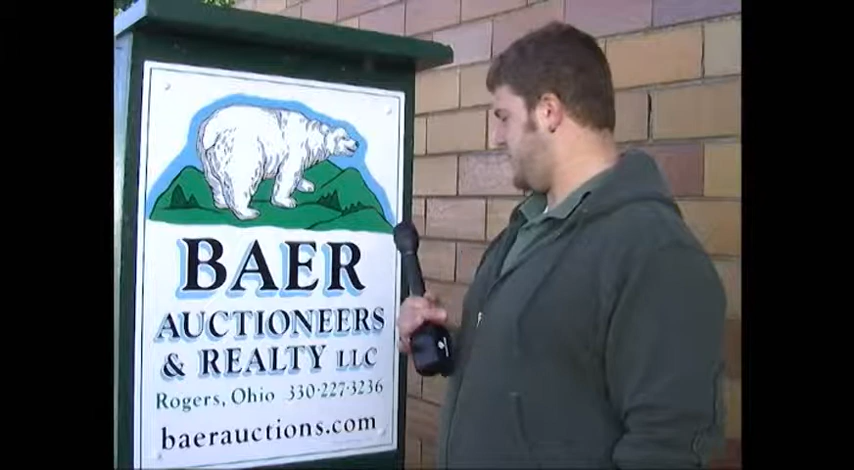 BAER
AUCTIONEERS
& REALTY LLC
Rogers, Ohio 330·227·3236
baerauctions.com